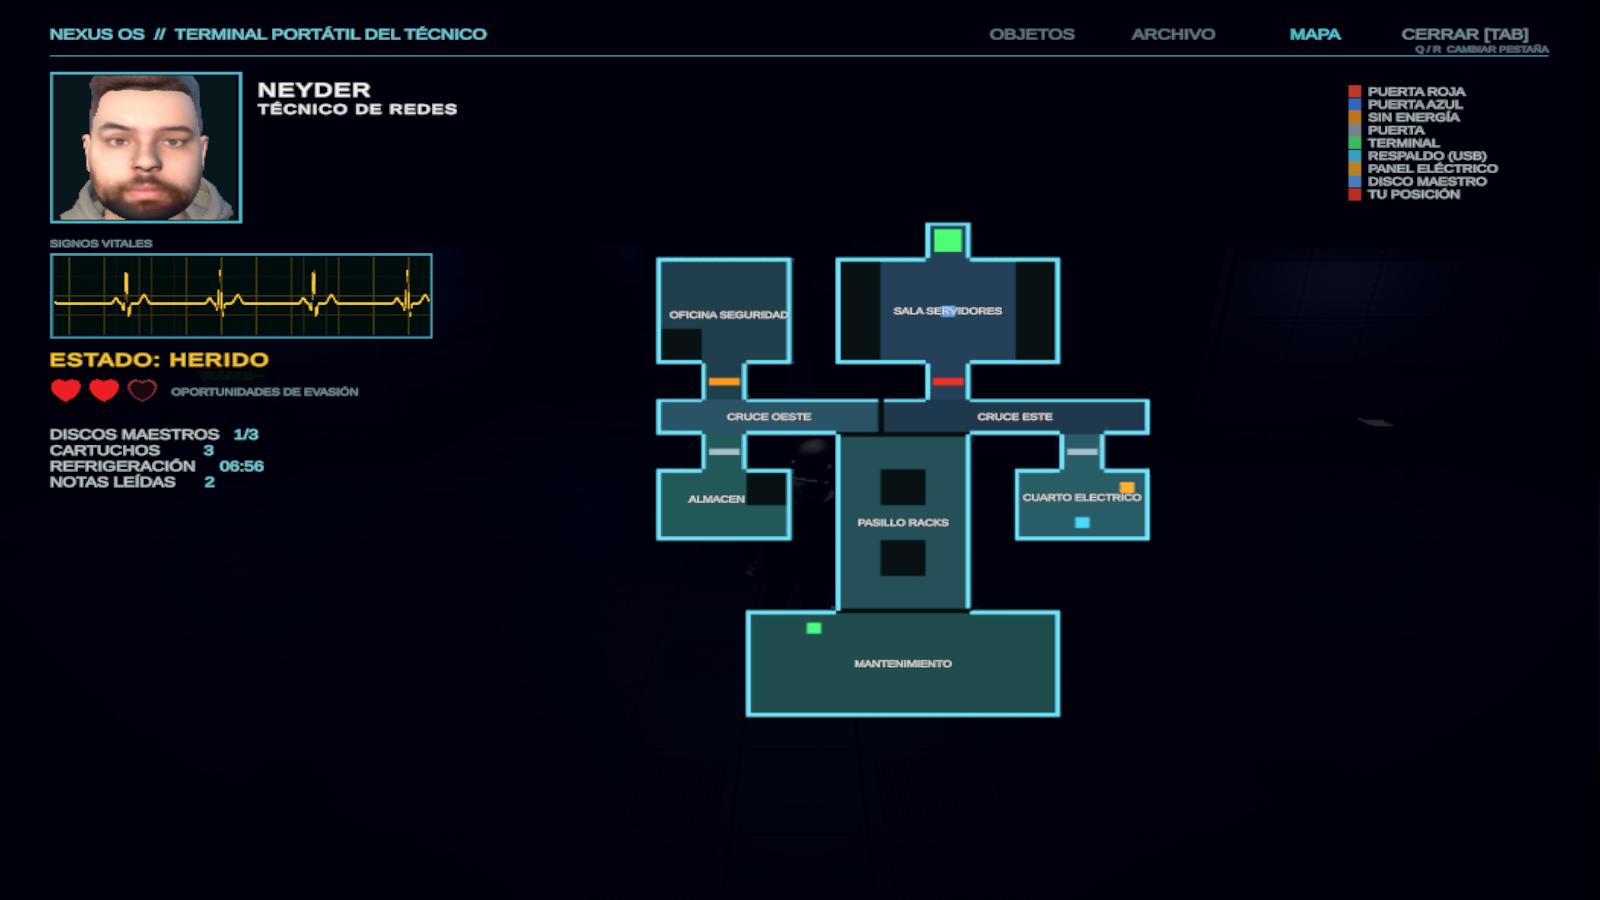 NEXUS OS // TERMINAL PORTÁTIL DEL TÉCNICO
OBJETOS
ARCHIVO
MAPA
CERRAR [TAB]
Q / R CAMBIAR PESTAÑA
NEYDER
TÉCNICO DE REDES
PUERTA ROJA
PUERTA AZUL
SIN ENERGÍA
PUERTA
TERMINAL
RESPALDO (USB)
PANEL ELÉCTRICO
DISCO MAESTRO
TU POSICIÓN
SIGNOS VITALES
ESTADO: HERIDO
OPORTUNIDADES DE EVASIÓN
DISCOS MAESTROS 1/3
CARTUCHOS 3
REFRIGERACIÓN 06:56
NOTAS LEÍDAS 2
OFICINA SEGURIDAD
SALA SERVIDORES
CRUCE OESTE
CRUCE ESTE
ALMACEN
CUARTO ELECTRICO
PASILLO RACKS
MANTENIMIENTO